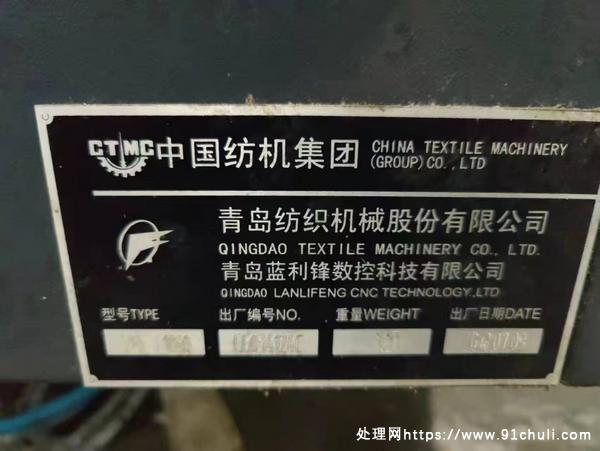 CTMC 中国纺机集团 CHINA TEXTILE MACHINERY
(GROUP) CO.,LTD
青岛纺织机械股份有限公司
QINGDAO TEXTILE MACHINERY CO., LTD.
青岛蓝利锋数控科技有限公司
QINGDAO LANLIFENG CNC TECHNOLOGY.,LTD
型号TYPE 出厂编号NO. 重量WEIGHT 出厂日期DATE
处理网https://www.91chuli.com